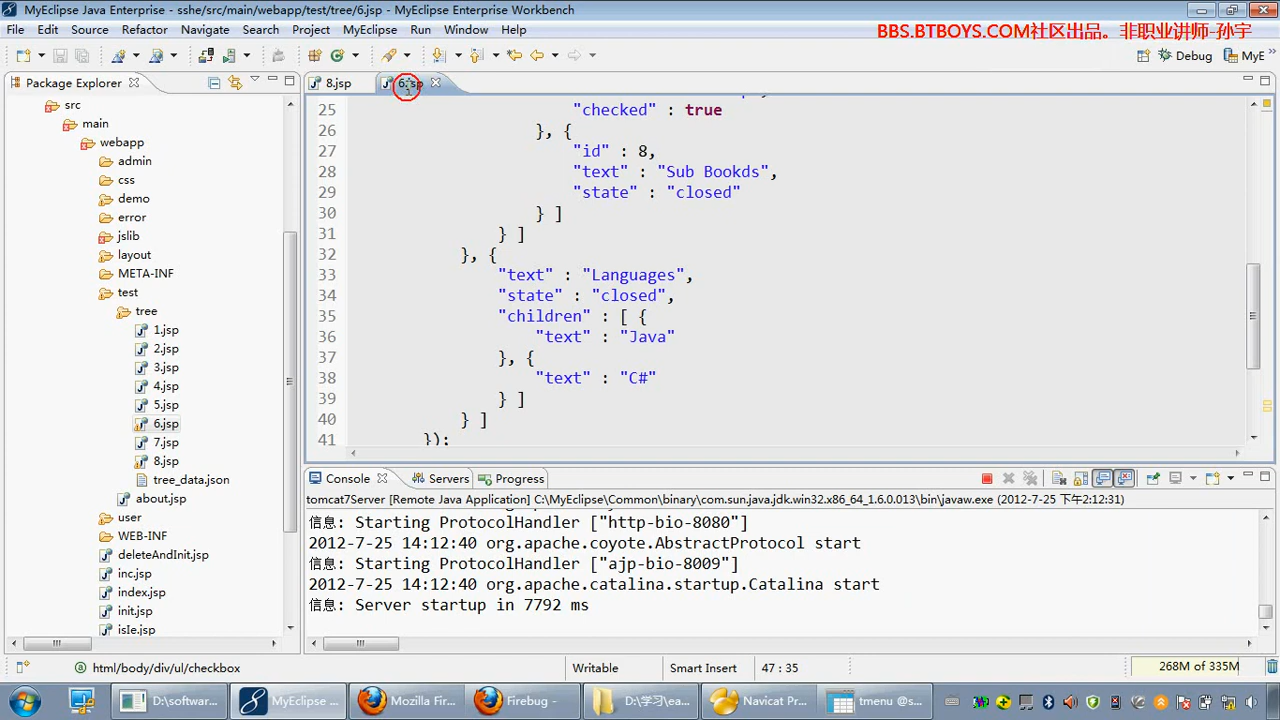 MyEclipse Java Enterprise - sshe/src/main/webapp/test/tree/6.jsp - MyEclipse Enterprise Workbench
File Edit Source Refactor Navigate Search Project MyEclipse Run Window Help
BBS.BTBOYS.COM社区出品。非职业讲师-孙宇
Debug MyE
Package Explorer
8.jsp
6.jsp
src
main
webapp
admin
css
demo
error
jslib
layout
META-INF
test
tree
1.jsp
2.jsp
3.jsp
4.jsp
5.jsp
6.jsp
7.jsp
8.jsp
tree_data.json
about.jsp
user
WEB-INF
deleteAndInit.jsp
inc.jsp
index.jsp
init.jsp
isIe.jsp
25 "checked" : true
26 }, {
27 "id" : 8,
28 "text" : "Sub Bookds",
29 "state" : "closed"
30 } ]
31 } ]
32 }, {
33 "text" : "Languages",
34 "state" : "closed",
35 "children" : [ {
36 "text" : "Java"
37 }, {
38 "text" : "C#"
39 } ]
40 } ]
41 });
Console Servers Progress
tomcat7Server [Remote Java Application] C:\MyEclipse\Common\binary\com.sun.java.jdk.win32.x86_64_1.6.0.013\bin\javaw.exe (2012-7-25 下午2:12:31)
信息: Starting ProtocolHandler ["http-bio-8080"]
2012-7-25 14:12:40 org.apache.coyote.AbstractProtocol start
信息: Starting ProtocolHandler ["ajp-bio-8009"]
2012-7-25 14:12:40 org.apache.catalina.startup.Catalina start
信息: Server startup in 7792 ms
html/body/div/ul/checkbox
Writable
Smart Insert
47 : 35
268M of 335M
D:\software...
MyEclipse ...
Mozilla Fir...
Firebug -
D:\学习\ea...
Navicat Pr...
tmenu @s...